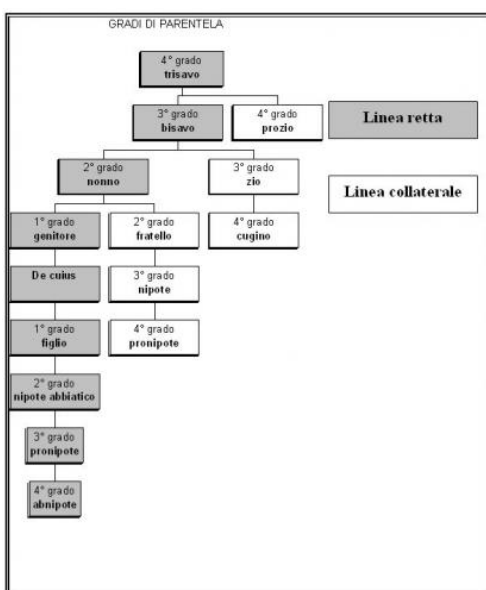 GRADI DI PARENTELA
4° grado
trisavo
3° grado
bisavo
4° grado
prozio
Linea retta
2° grado
nonno
3° grado
zio
Linea collaterale
1° grado
genitore
2° grado
fratello
4° grado
cugino
De cuius
3° grado
nipote
1° grado
figlio
4° grado
pronipote
2° grado
nipote abbiatico
3° grado
pronipote
4° grado
abnipote